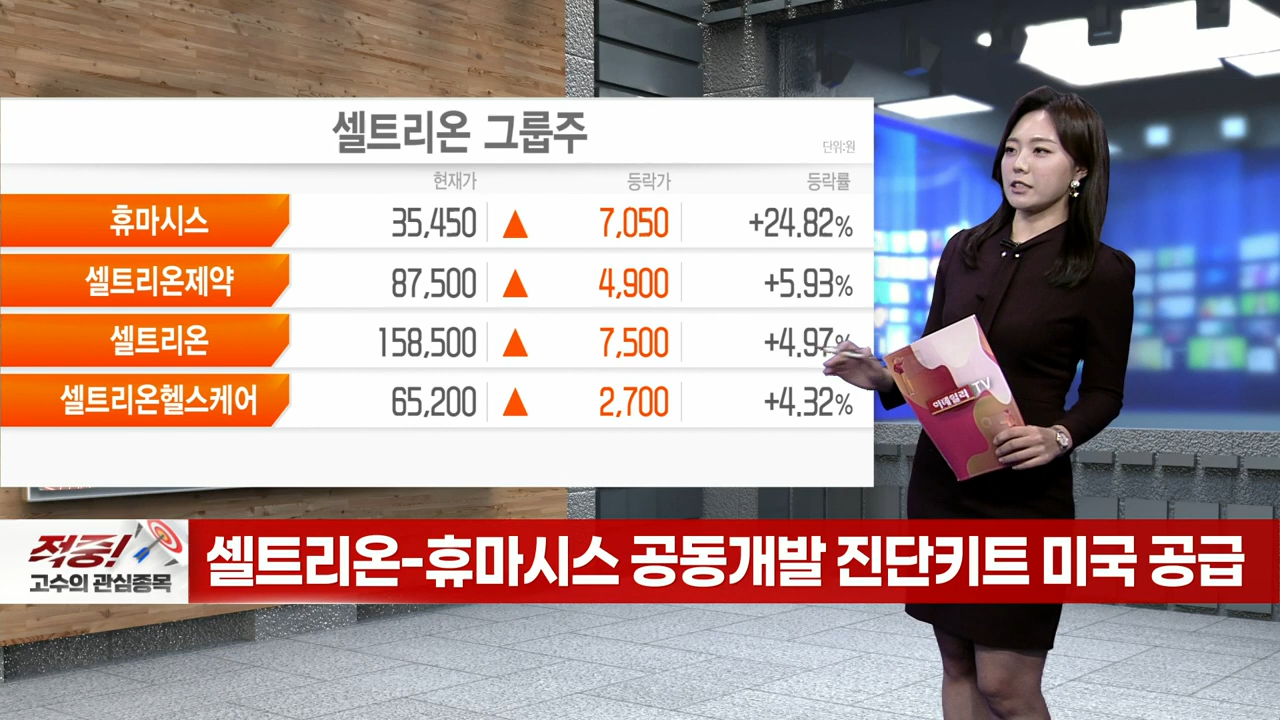 셀트리온 그룹주
단위:원
현재가 등락가 등락률
휴마시스 35,450 ▲ 7,050 +24.82%
셀트리온제약 87,500 ▲ 4,900 +5.93%
셀트리온 158,500 ▲ 7,500 +4.97%
셀트리온헬스케어 65,200 ▲ 2,700 +4.32%
이데일리 TV
적중!
고수의 관심종목
셀트리온-휴마시스 공동개발 진단키트 미국 공급